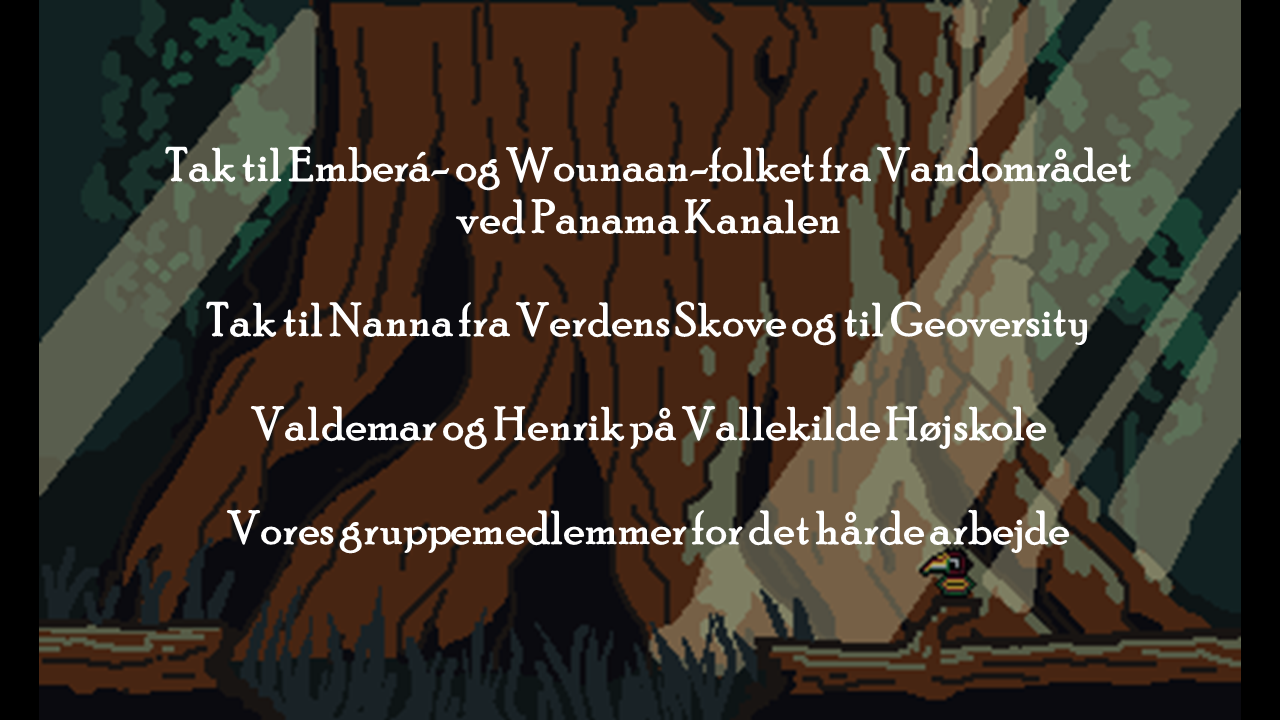 Tak til Emberá- og Wounaan-folket fra Vandområdet
ved Panama Kanalen
Tak til Nanna fra Verdens Skove og til Geoversity
Valdemar og Henrik på Vallekilde Højskole
Vores gruppemedlemmer for det hårde arbejde